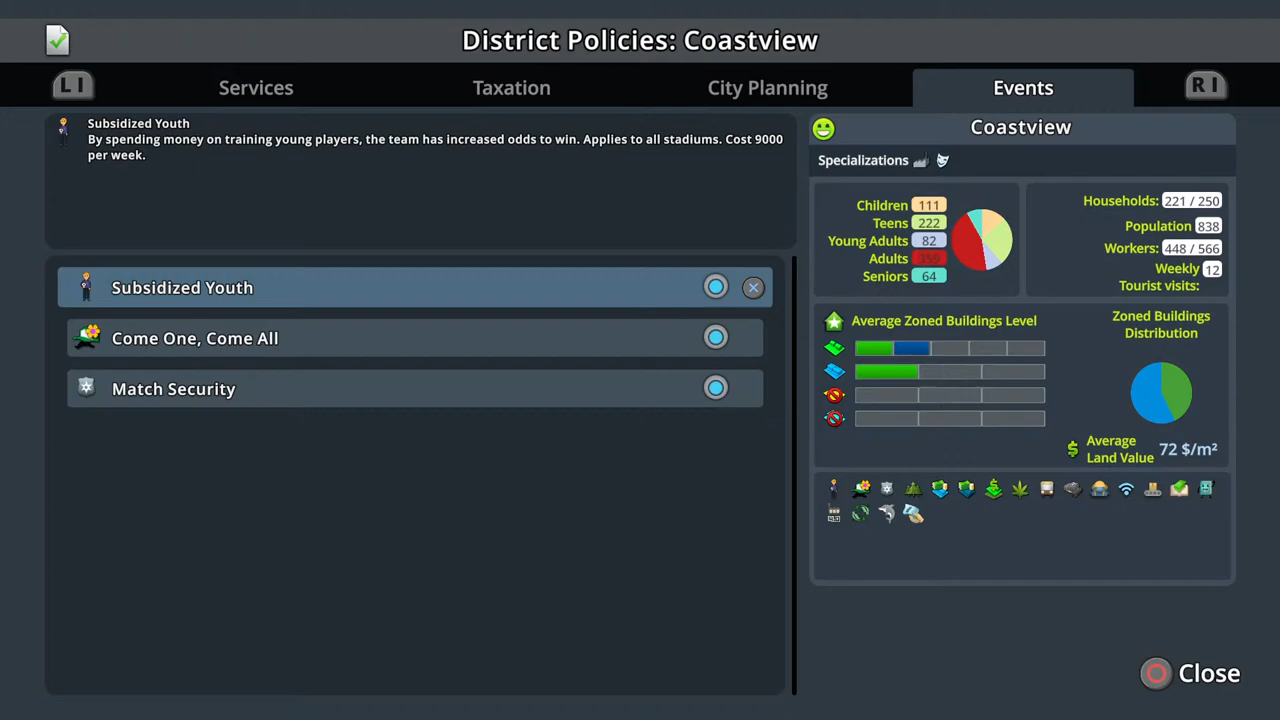 District Policies: Coastview
L1
Services
Taxation
City Planning
Events
R1
Subsidized Youth
By spending money on training young players, the team has increased odds to win. Applies to all stadiums. Cost 9000
per week.
Subsidized Youth
Come One, Come All
Match Security
Coastview
Specializations
Children 111
Teens 222
Young Adults 82
Adults 359
Seniors 64
Households: 221 / 250
Population 838
Workers: 448 / 566
Weekly 12
Tourist visits:
Average Zoned Buildings Level
Zoned Buildings
Distribution
Average
Land Value 72 $/m²
Close